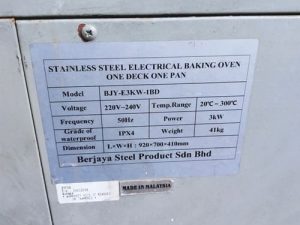 STAINLESS STEEL ELECTRICAL BAKING OVEN
ONE DECK ONE PAN
Model BJY-E3KW-1BD
Voltage 220V~240V Temp.Range 20℃~300℃
Frequency 50Hz Power 3kW
Grade of waterproof IPX4 Weight 41kg
Dimension L×W×H : 920×700×410mm
Berjaya Steel Product Sdn Bhd
MADE IN MALAYSIA